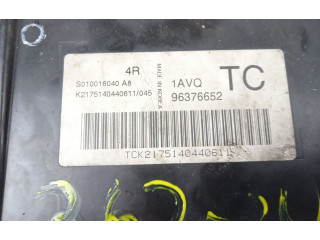 4R
MADE IN KOREA
1AVQ
TC
S010016040 A8
K2175140440611/045
96376652
TCK2175140440611